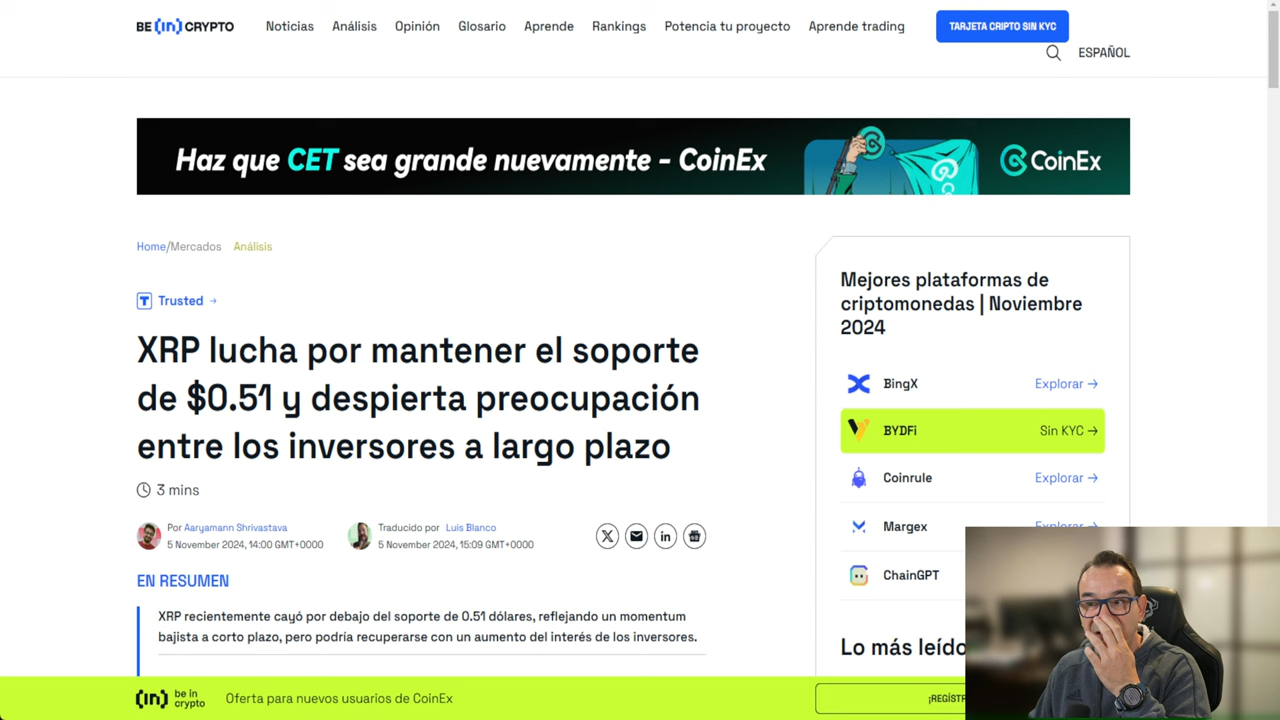 BE [in] CRYPTO
Noticias
Análisis
Opinión
Glosario
Aprende
Rankings
Potencia tu proyecto
Aprende trading
TARJETA CRIPTO SIN KYC
ESPAÑOL
Haz que CET sea grande nuevamente - CoinEx
CoinEx
Home/Mercados Análisis
Trusted →
XRP lucha por mantener el soporte
de $0.51 y despierta preocupación
entre los inversores a largo plazo
3 mins
Por Aaryamann Shrivastava
5 November 2024, 14:00 GMT+0000
Traducido por Luis Blanco
5 November 2024, 15:09 GMT+0000
EN RESUMEN
XRP recientemente cayó por debajo del soporte de 0.51 dólares, reflejando un momentum
bajista a corto plazo, pero podría recuperarse con un aumento del interés de los inversores.
Mejores plataformas de
criptomonedas | Noviembre
2024
BingX Explorar →
BYDFi Sin KYC →
Coinrule Explorar →
Margex Explorar →
ChainGPT
Lo más leído
[in] be in
crypto
Oferta para nuevos usuarios de CoinEx